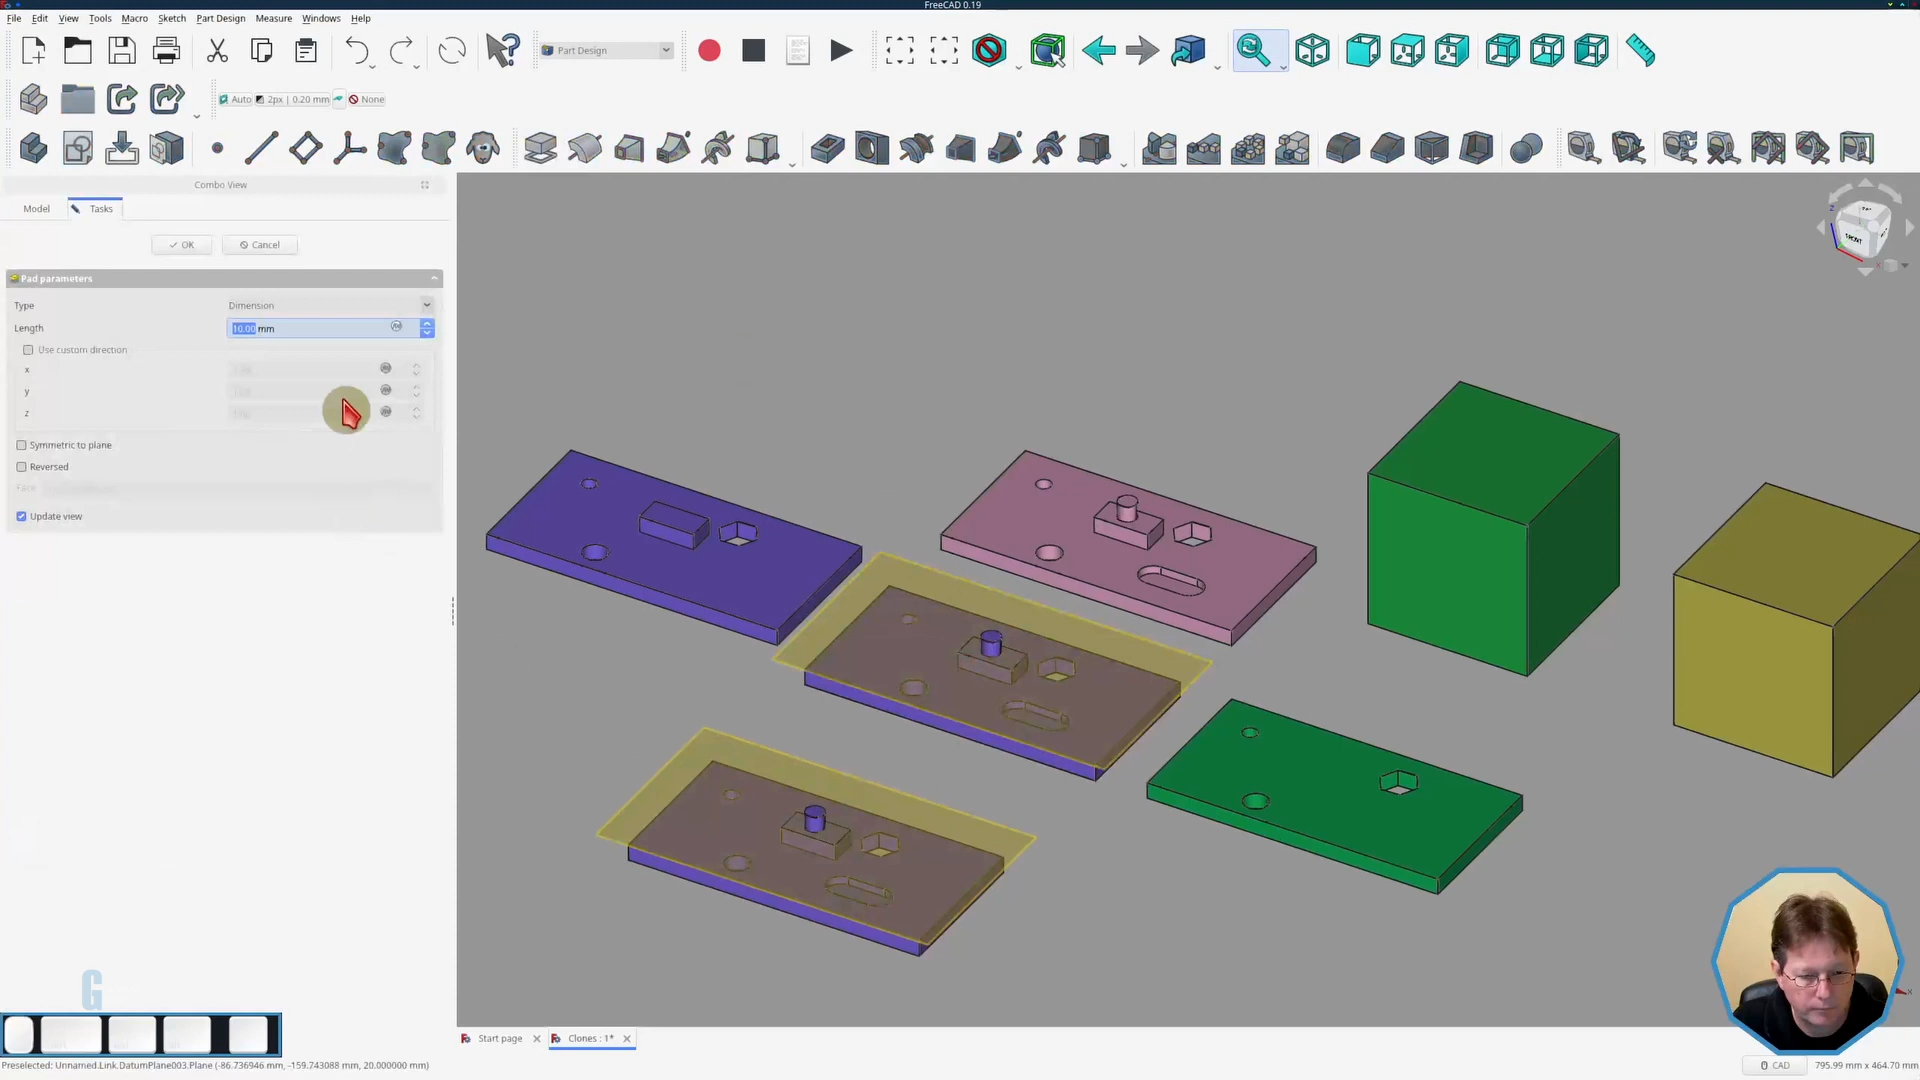 FreeCAD 0.19
File Edit View Tools Macro Sketch Part Design Measure Windows Help
Part Design
Auto 2px | 0.20 mm None
Combo View
Model Tasks
OK Cancel
Pad parameters
Type Dimension
Length 10.00 mm
Use custom direction
x
y
z
Symmetric to plane
Reversed
Face
Update view
FRONT
G
Start page Clones : 1*
Preselected: Unnamed.Link.DatumPlane003.Plane (-86.736946 mm, -159.743088 mm, 20.000000 mm)
CAD 795.99 mm x 464.70 mm